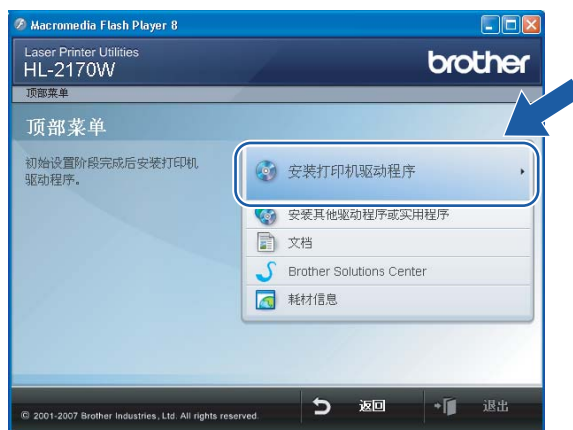 Macromedia Flash Player 8
Laser Printer Utilities
HL-2170W
brother
顶部菜单
顶部菜单
初始设置阶段完成后安装打印机
驱动程序。
安装打印机驱动程序
安装其他驱动程序或实用程序
文档
Brother Solutions Center
耗材信息
© 2001-2007 Brother Industries, Ltd. All rights reserved.
返回
退出